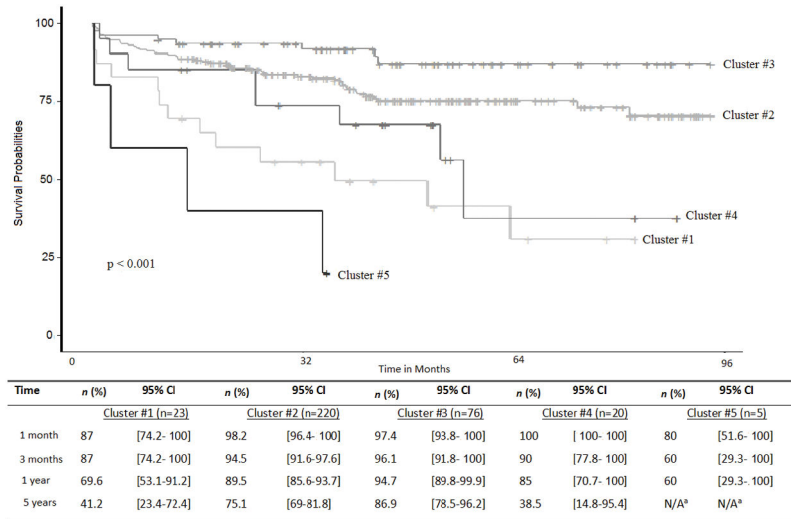 100
75
50
25
0
Survival Probabilities
Cluster #3
Cluster #2
Cluster #4
Cluster #1
Cluster #5
p < 0.001
0 32 64 96
Time in Months
Time n (%) 95% CI n (%) 95% CI n (%) 95% CI n (%) 95% CI n (%) 95% CI
Cluster #1 (n=23) Cluster #2 (n=220) Cluster #3 (n=76) Cluster #4 (n=20) Cluster #5 (n=5)
1 month 87 [74.2- 100] 98.2 [96.4- 100] 97.4 [93.8- 100] 100 [ 100- 100] 80 [51.6- 100]
3 months 87 [74.2- 100] 94.5 [91.6-97.6] 96.1 [91.8- 100] 90 [77.8- 100] 60 [29.3- 100]
1 year 69.6 [53.1-91.2] 89.5 [85.6-93.7] 94.7 [89.8-99.9] 85 [70.7- 100] 60 [29.3-.100]
5 years 41.2 [23.4-72.4] 75.1 [69-81.8] 86.9 [78.5-96.2] 38.5 [14.8-95.4] N/Aª N/Aª